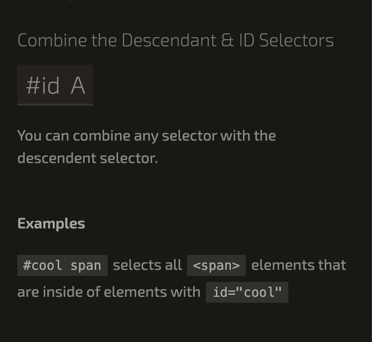 Combine the Descendant & ID Selectors
#id A
You can combine any selector with the
descendent selector.
Examples
#cool span selects all <span> elements that
are inside of elements with id="cool"